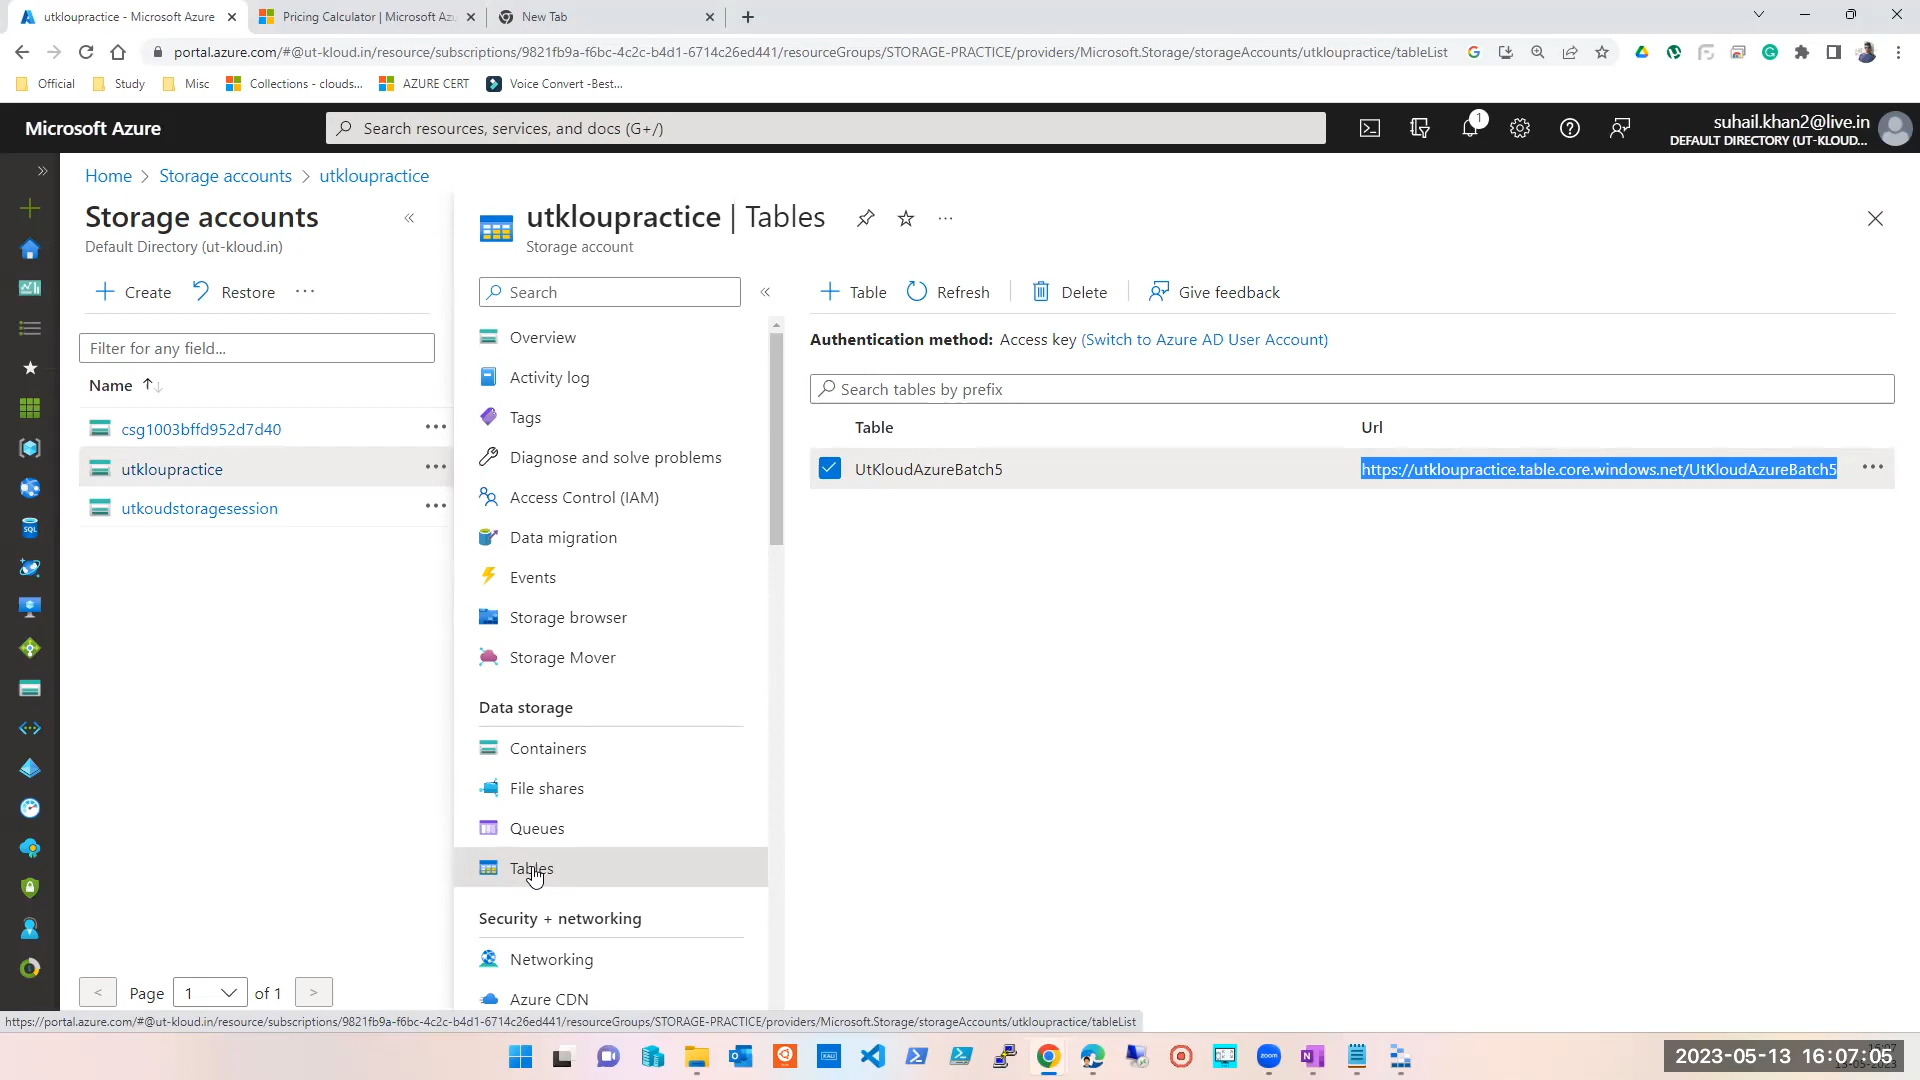 utkloupractice - Microsoft Azure
Pricing Calculator | Microsoft Az
New Tab
portal.azure.com/#@ut-kloud.in/resource/subscriptions/9821fb9a-f6bc-4c2c-b4d1-6714c26ed441/resourceGroups/STORAGE-PRACTICE/providers/Microsoft.Storage/storageAccounts/utkloupractice/tableList
Official
Study
Misc
Collections - clouds...
AZURE CERT
Voice Convert -Best...
Microsoft Azure
Search resources, services, and docs (G+/)
1
suhail.khan2@live.in
DEFAULT DIRECTORY (UT-KLOUD...
Home > Storage accounts > utkloupractice
Storage accounts
Default Directory (ut-kloud.in)
Create
Restore
Filter for any field...
Name
csg1003bffd952d7d40
utkloupractice
utkoudstoragesession
< Page 1 of 1 >
utkloupractice | Tables
Storage account
Search
Overview
Activity log
Tags
Diagnose and solve problems
Access Control (IAM)
Data migration
Events
Storage browser
Storage Mover
Data storage
Containers
File shares
Queues
Tables
Security + networking
Networking
Azure CDN
Table
Refresh
Delete
Give feedback
Authentication method: Access key (Switch to Azure AD User Account)
Search tables by prefix
Table
Url
UtKloudAzureBatch5
https://utkloupractice.table.core.windows.net/UtKloudAzureBatch5
https://portal.azure.com/#@ut-kloud.in/resource/subscriptions/9821fb9a-f6bc-4c2c-b4d1-6714c26ed441/resourceGroups/STORAGE-PRACTICE/providers/Microsoft.Storage/storageAccounts/utkloupractice/tableList
SQL
KALI
zoom
2023-05-13 16:07:05